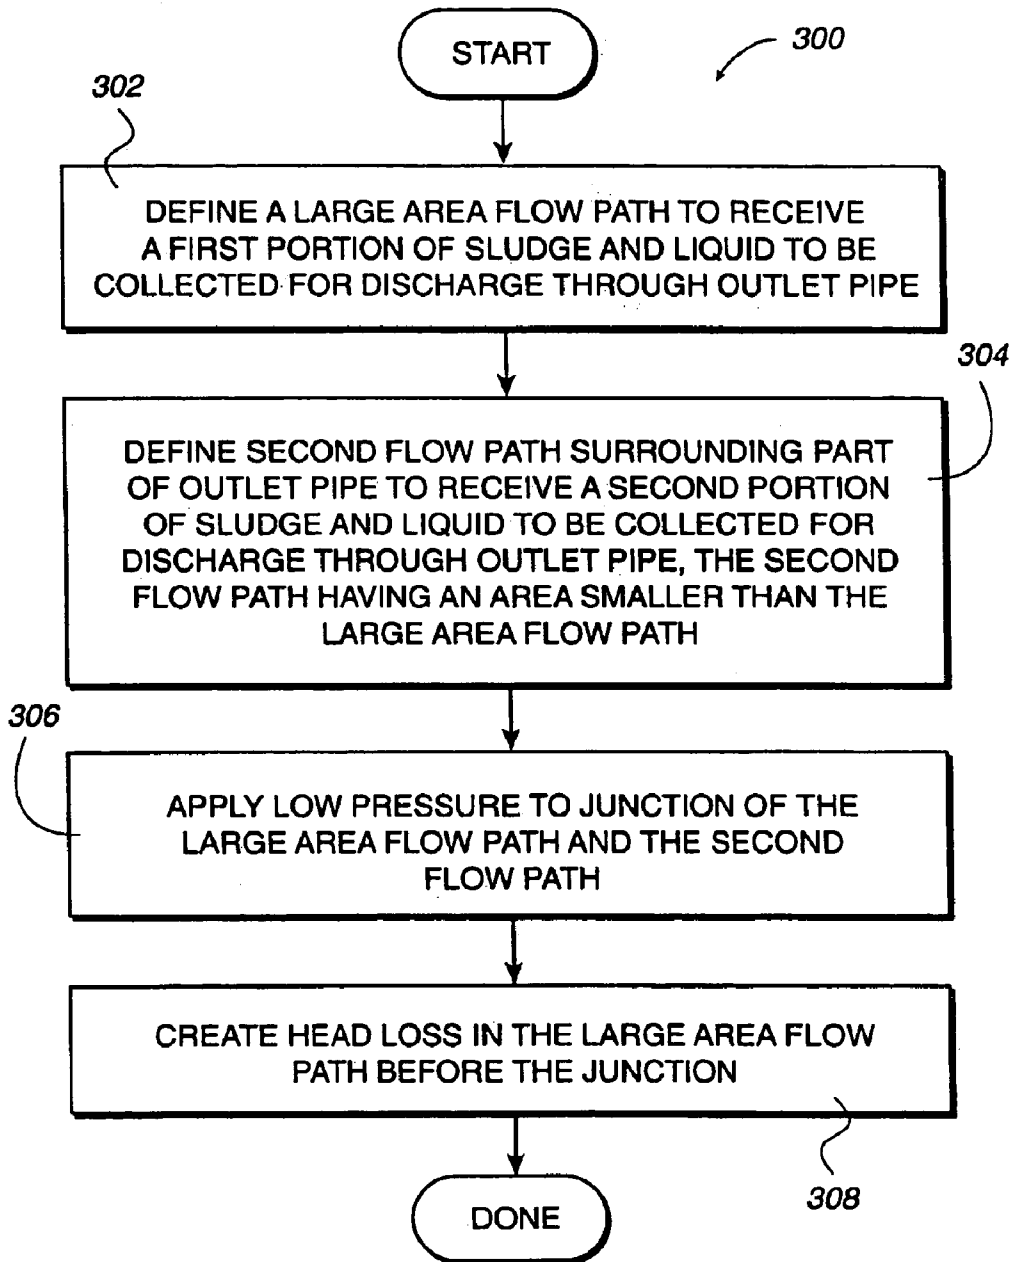 START
300
302
DEFINE A LARGE AREA FLOW PATH TO RECEIVE
A FIRST PORTION OF SLUDGE AND LIQUID TO BE
COLLECTED FOR DISCHARGE THROUGH OUTLET PIPE
304
DEFINE SECOND FLOW PATH SURROUNDING PART
OF OUTLET PIPE TO RECEIVE A SECOND PORTION
OF SLUDGE AND LIQUID TO BE COLLECTED FOR
DISCHARGE THROUGH OUTLET PIPE, THE SECOND
FLOW PATH HAVING AN AREA SMALLER THAN THE
LARGE AREA FLOW PATH
306
APPLY LOW PRESSURE TO JUNCTION OF THE
LARGE AREA FLOW PATH AND THE SECOND
FLOW PATH
CREATE HEAD LOSS IN THE LARGE AREA FLOW
PATH BEFORE THE JUNCTION
308
DONE